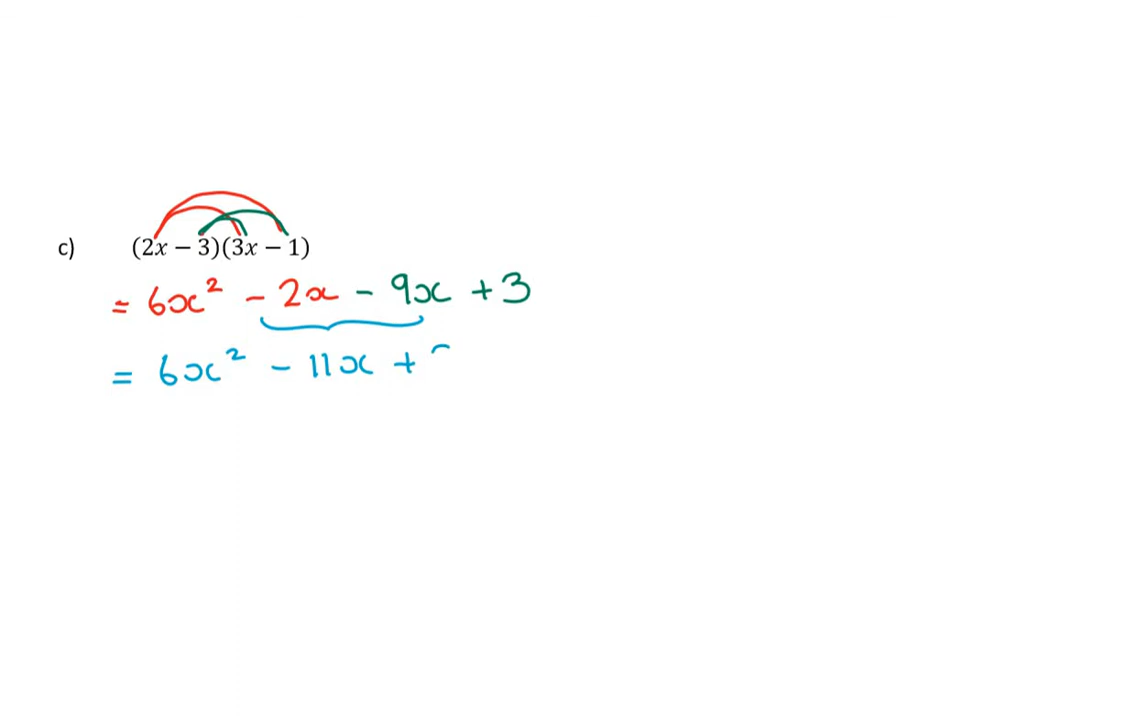 c) (2x − 3)(3x − 1)
= 6x² - 2x - 9x + 3
= 6x² - 11x +